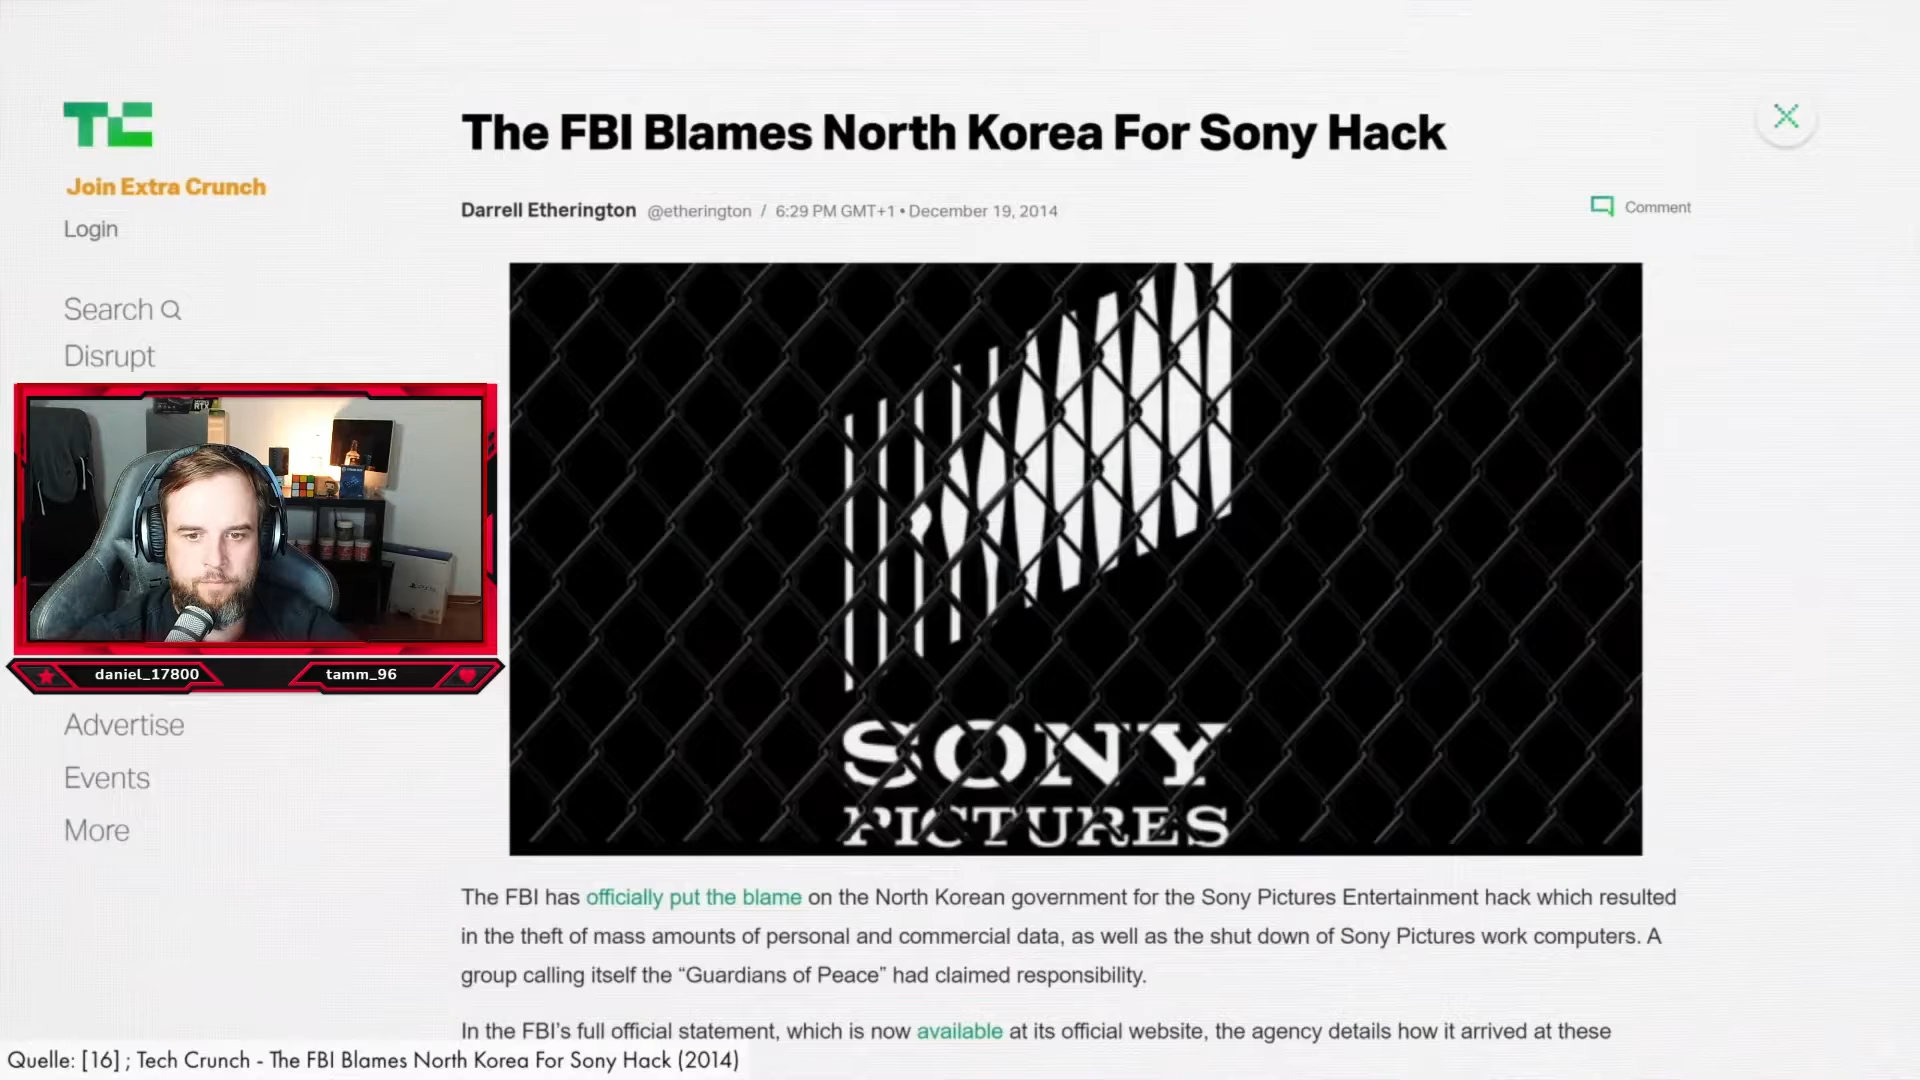 TC
The FBI Blames North Korea For Sony Hack
Join Extra Crunch
Darrell Etherington @etherington / 6:29 PM GMT+1 • December 19, 2014
Comment
Login
Search
Disrupt
RTX
daniel_17800
tamm_96
SONY
PICTURES
Advertise
Events
More
The FBI has officially put the blame on the North Korean government for the Sony Pictures Entertainment hack which resulted
in the theft of mass amounts of personal and commercial data, as well as the shut down of Sony Pictures work computers. A
group calling itself the “Guardians of Peace” had claimed responsibility.
In the FBI’s full official statement, which is now available at its official website, the agency details how it arrived at these
Quelle: [16] ; Tech Crunch - The FBI Blames North Korea For Sony Hack (2014)